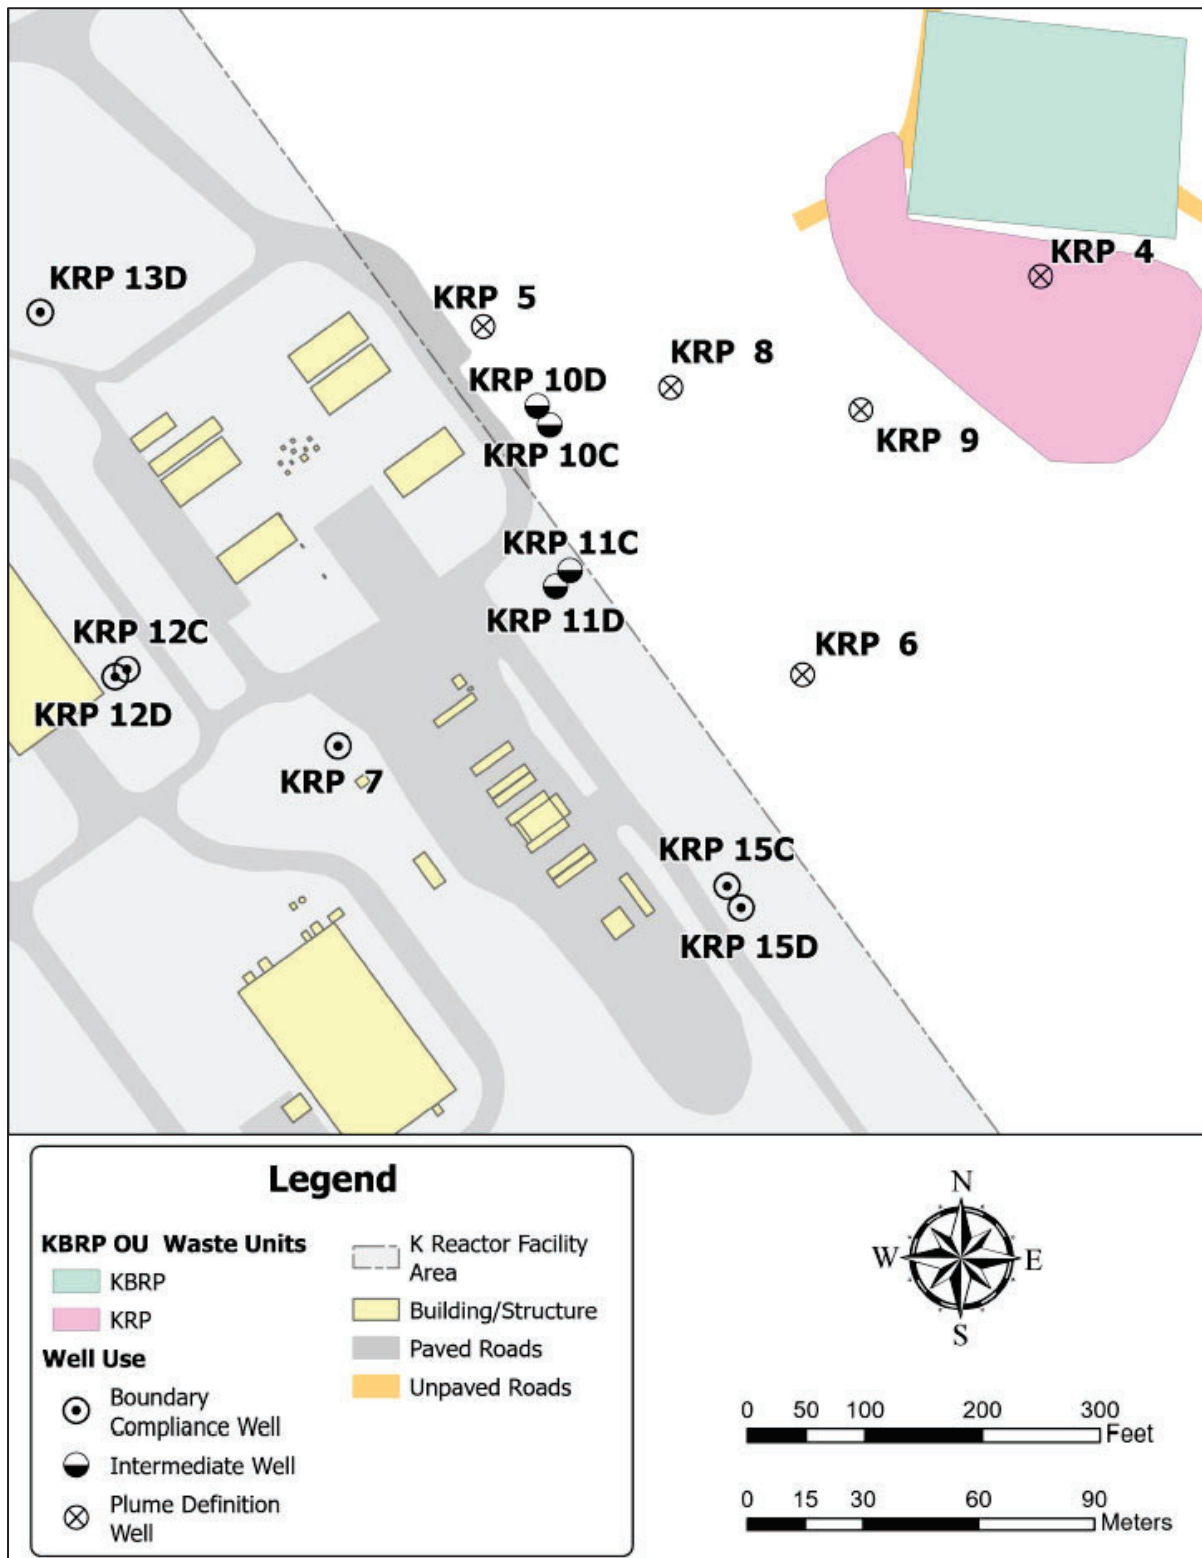 KRP 4
KRP 13D
KRP 5
KRP 8
KRP 10D
KRP 9
KRP 10C
KRP 11C
KRP 11D
KRP 12C
KRP 6
KRP 12D
KRP 7
KRP 15C
KRP 15D
Legend
KBRP OU Waste Units
KBRP
KRP
Well Use
Boundary
Compliance Well
Intermediate Well
Plume Definition
Well
K Reactor Facility
Area
Building/Structure
Paved Roads
Unpaved Roads
N
W E
S
0 50 100 200 300
Feet
0 15 30 60 90
Meters